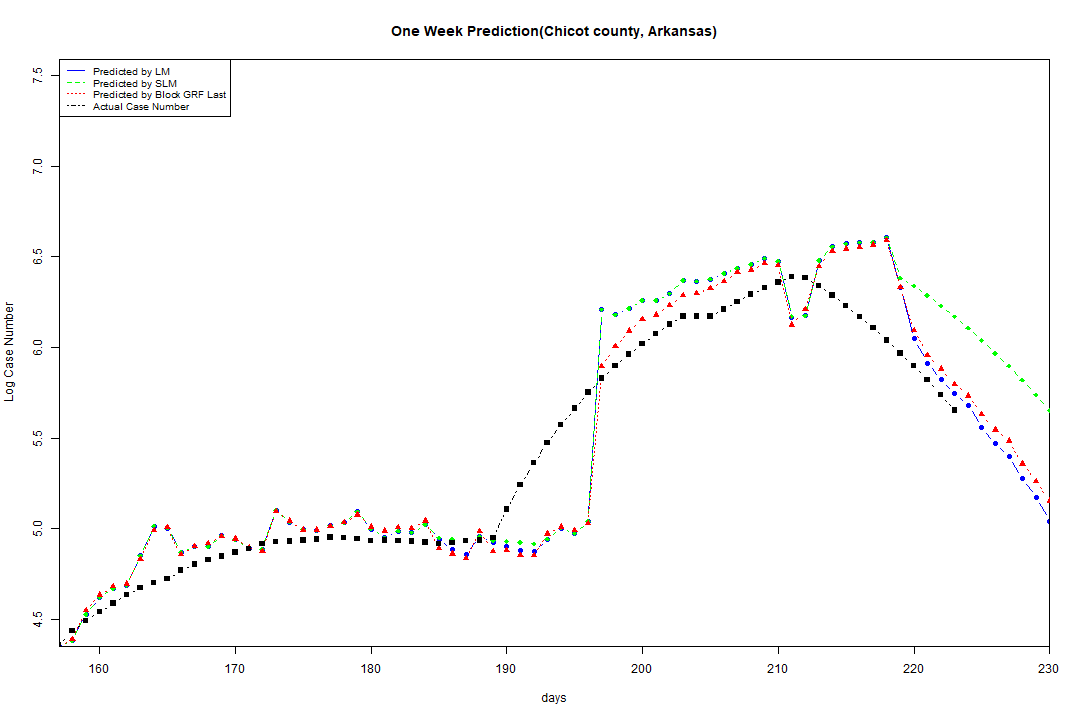 One Week Prediction(Chicot county, Arkansas)
Predicted by LM
Predicted by SLM
Predicted by Block GRF Last
Actual Case Number
7.5
7.0
6.5
6.0
5.5
5.0
4.5
Log Case Number
160 170 180 190 200 210 220 230
days